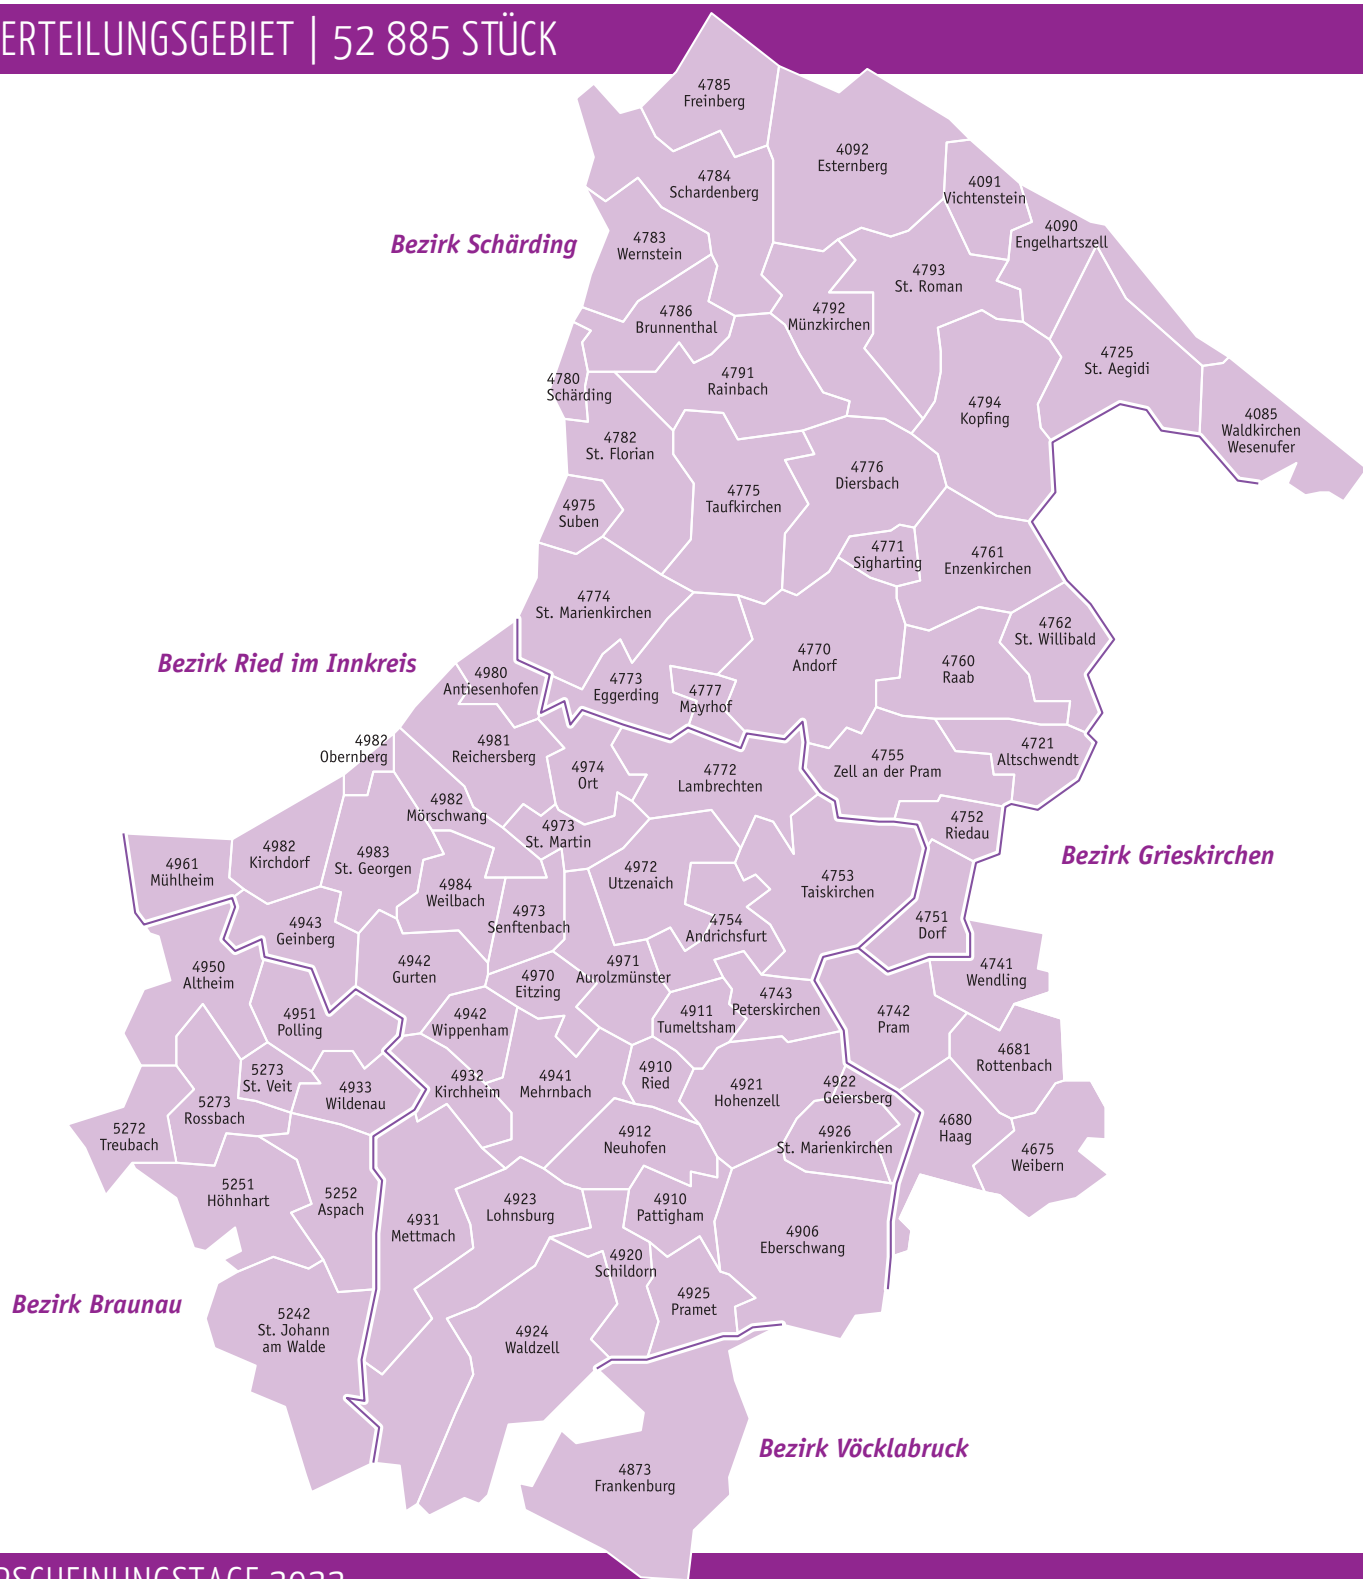 ERTEILUNGSGEBIET | 52 885 STÜCK
4785
Freinberg
4092
Esternberg
4784
Schardenberg
4091
Vichtenstein
4090
Engelhartszell
Bezirk Schärding
4783
Wernstein
4793
St. Roman
4786
Brunnenthal
4792
Münzkirchen
4725
St. Aegidi
4780
Schärding
4791
Rainbach
4794
Kopfing
4085
Waldkirchen
Wesenufer
4782
St. Florian
4776
Diersbach
4775
Taufkirchen
4975
Suben
4771
Sigharting
4761
Enzenkirchen
4774
St. Marienkirchen
4762
St. Willibald
Bezirk Ried im Innkreis
4770
Andorf
4760
Raab
4980
Antiesenhofen
4773
Eggerding
4777
Mayrhof
4982
Obernberg
4981
Reichersberg
4974
Ort
4772
Lambrechten
4755
Zell an der Pram
4721
Altschwendt
4982
Mörschwang
4973
St. Martin
4752
Riedau
Bezirk Grieskirchen
4961
Mühlheim
4982
Kirchdorf
4983
St. Georgen
4984
Weilbach
4972
Utzenaich
4753
Taiskirchen
4943
Geinberg
4973
Senftenbach
4754
Andrichsfurt
4751
Dorf
4950
Altheim
4942
Gurten
4970
Eitzing
4971
Aurolzmünster
4741
Wendling
4951
Polling
4942
Wippenham
4911
Tumeltsham
4743
Peterskirchen
4742
Pram
4681
Rottenbach
5273
St. Veit
4933
Wildenau
4932
Kirchheim
4941
Mehrnbach
4910
Ried
4921
Hohenzell
4922
Geiersberg
5273
Rossbach
5272
Treubach
4912
Neuhofen
4926
St. Marienkirchen
4680
Haag
4675
Weibern
5251
Höhnhart
5252
Aspach
4931
Mettmach
4923
Lohnsburg
4910
Pattigham
4906
Eberschwang
4920
Schildorn
4925
Pramet
Bezirk Braunau
5242
St. Johann
am Walde
4924
Waldzell
Bezirk Vöcklabruck
4873
Frankenburg
RSCHEINUNGSTAGE 2022